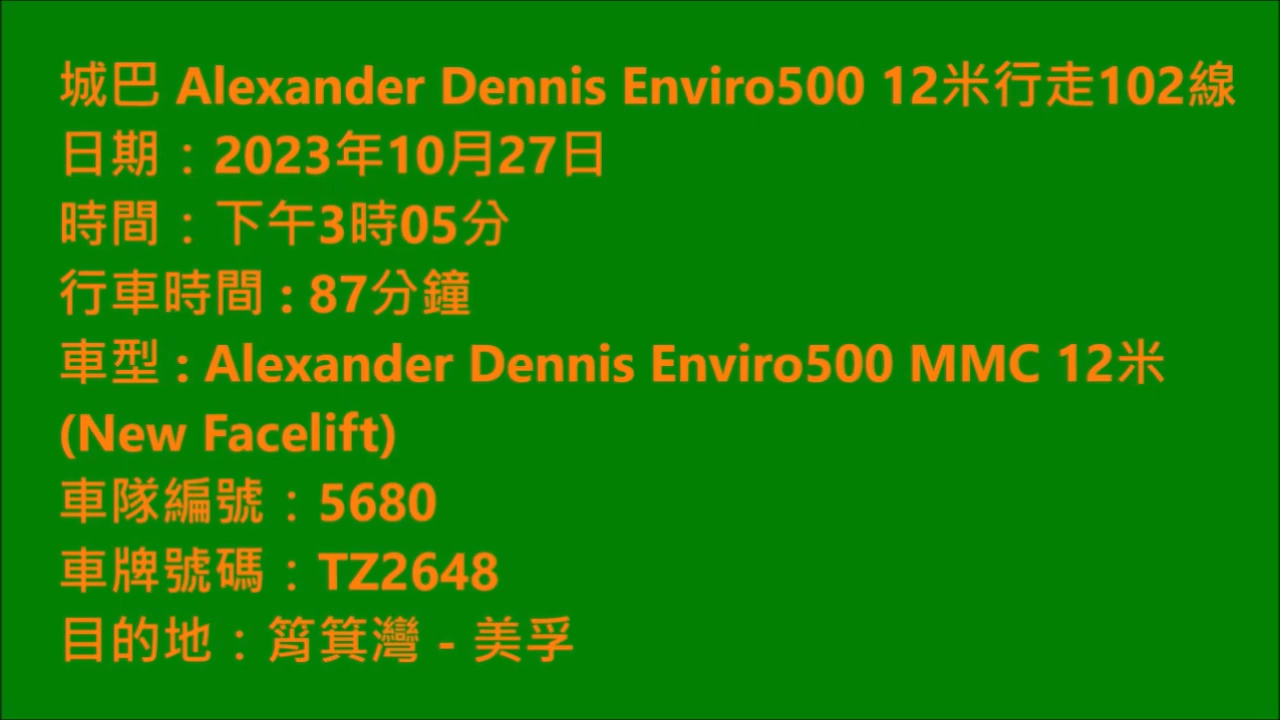 城巴 Alexander Dennis Enviro500 12米行走102線
日期：2023年10月27日
時間：下午3時05分
行車時間 : 87分鐘
車型 : Alexander Dennis Enviro500 MMC 12米
(New Facelift)
車隊編號：5680
車牌號碼：TZ2648
目的地：筲箕灣 - 美孚